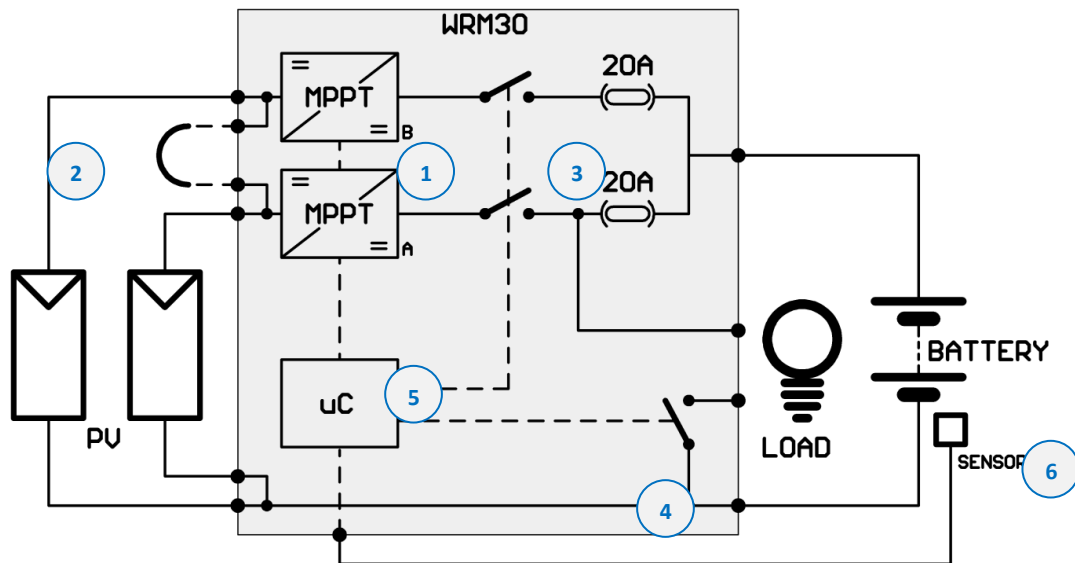 WRM30
20A
MPPT
B
2
1
3
20A
MPPT
A
BATTERY
5
uC
PV
LOAD
SENSOR
6
4